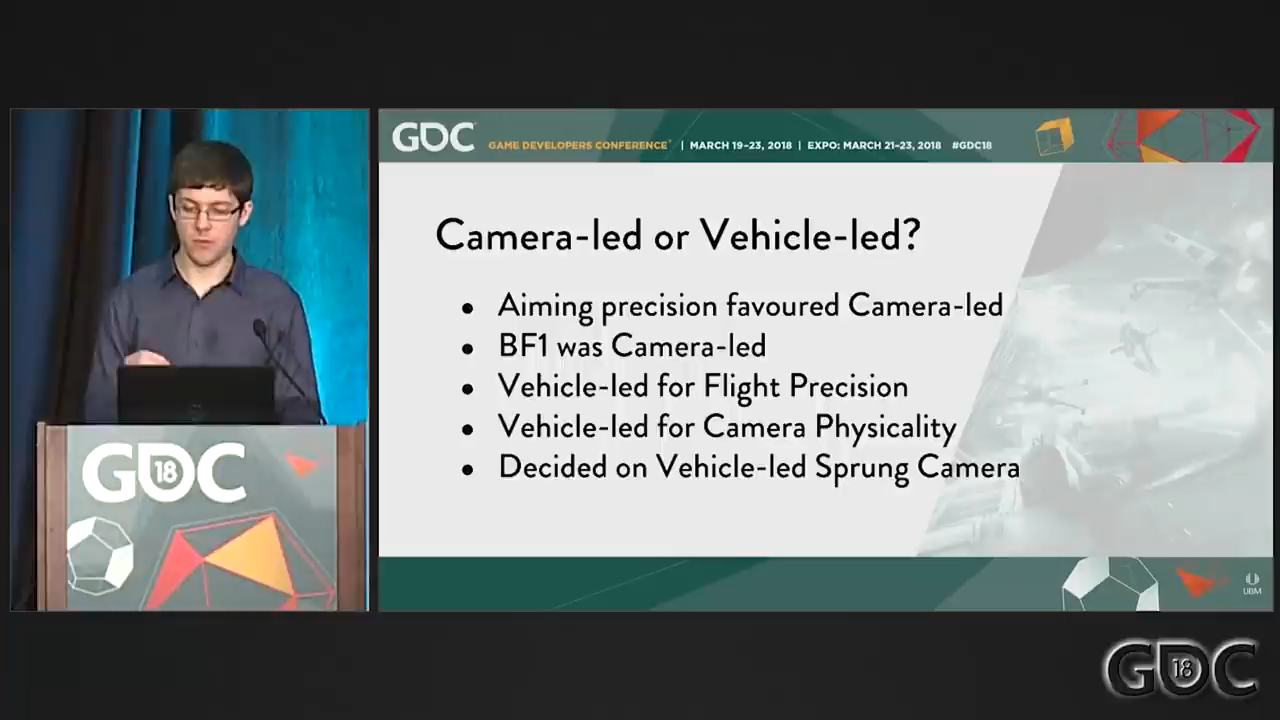 GDC
GAME DEVELOPERS CONFERENCE | MARCH 19–23, 2018 | EXPO: MARCH 21–23, 2018 #GDC18
Camera-led or Vehicle-led?
• Aiming precision favoured Camera-led
• BF1 was Camera-led
• Vehicle-led for Flight Precision
• Vehicle-led for Camera Physicality
• Decided on Vehicle-led Sprung Camera
GDC 18
UBM
GDC 18